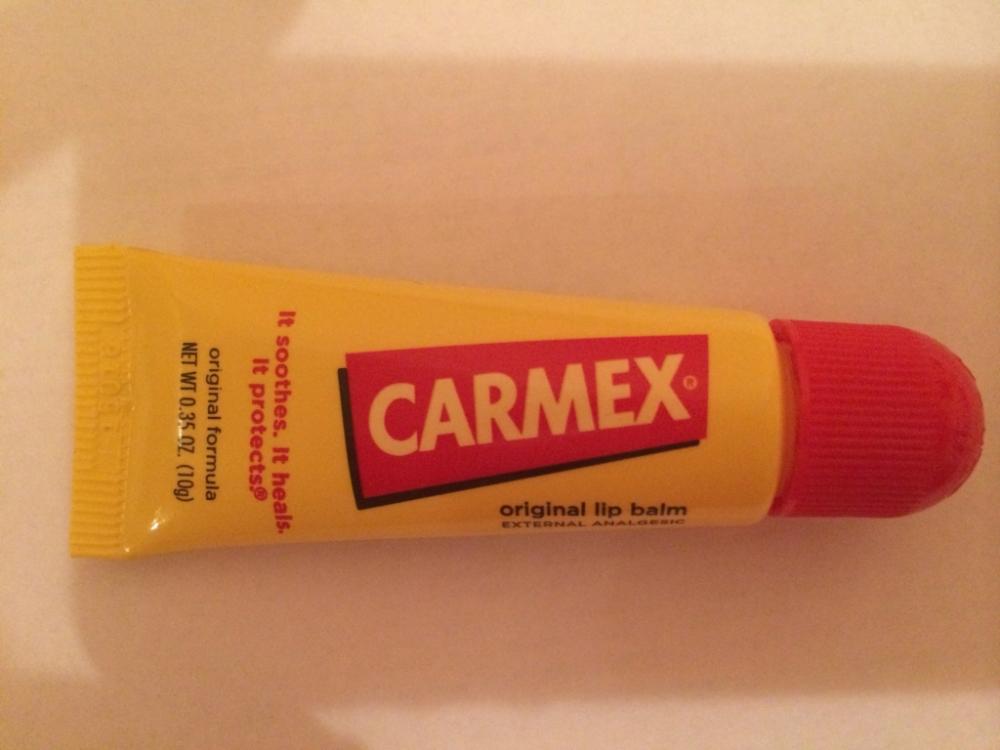 CARMEX®
original lip balm
EXTERNAL ANALGESIC
It soothes. It heals.
It protects.®
original formula
NET WT 0.35 OZ. (10g)